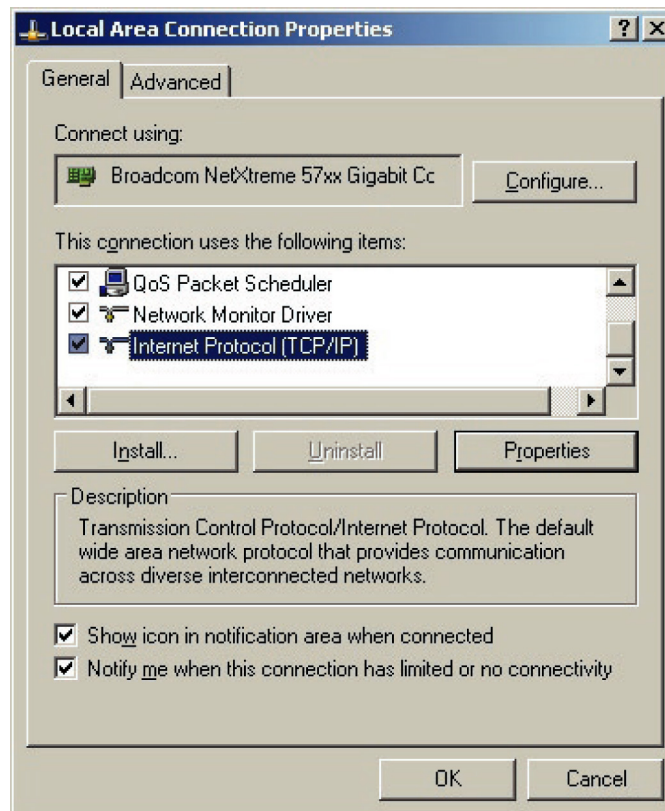 Local Area Connection Properties
General
Advanced
Connect using:
Broadcom NetXtreme 57xx Gigabit Cc
Configure...
This connection uses the following items:
QoS Packet Scheduler
Network Monitor Driver
Internet Protocol (TCP/IP)
Install...
Uninstall
Properties
Description
Transmission Control Protocol/Internet Protocol. The default
wide area network protocol that provides communication
across diverse interconnected networks.
Show icon in notification area when connected
Notify me when this connection has limited or no connectivity
OK
Cancel